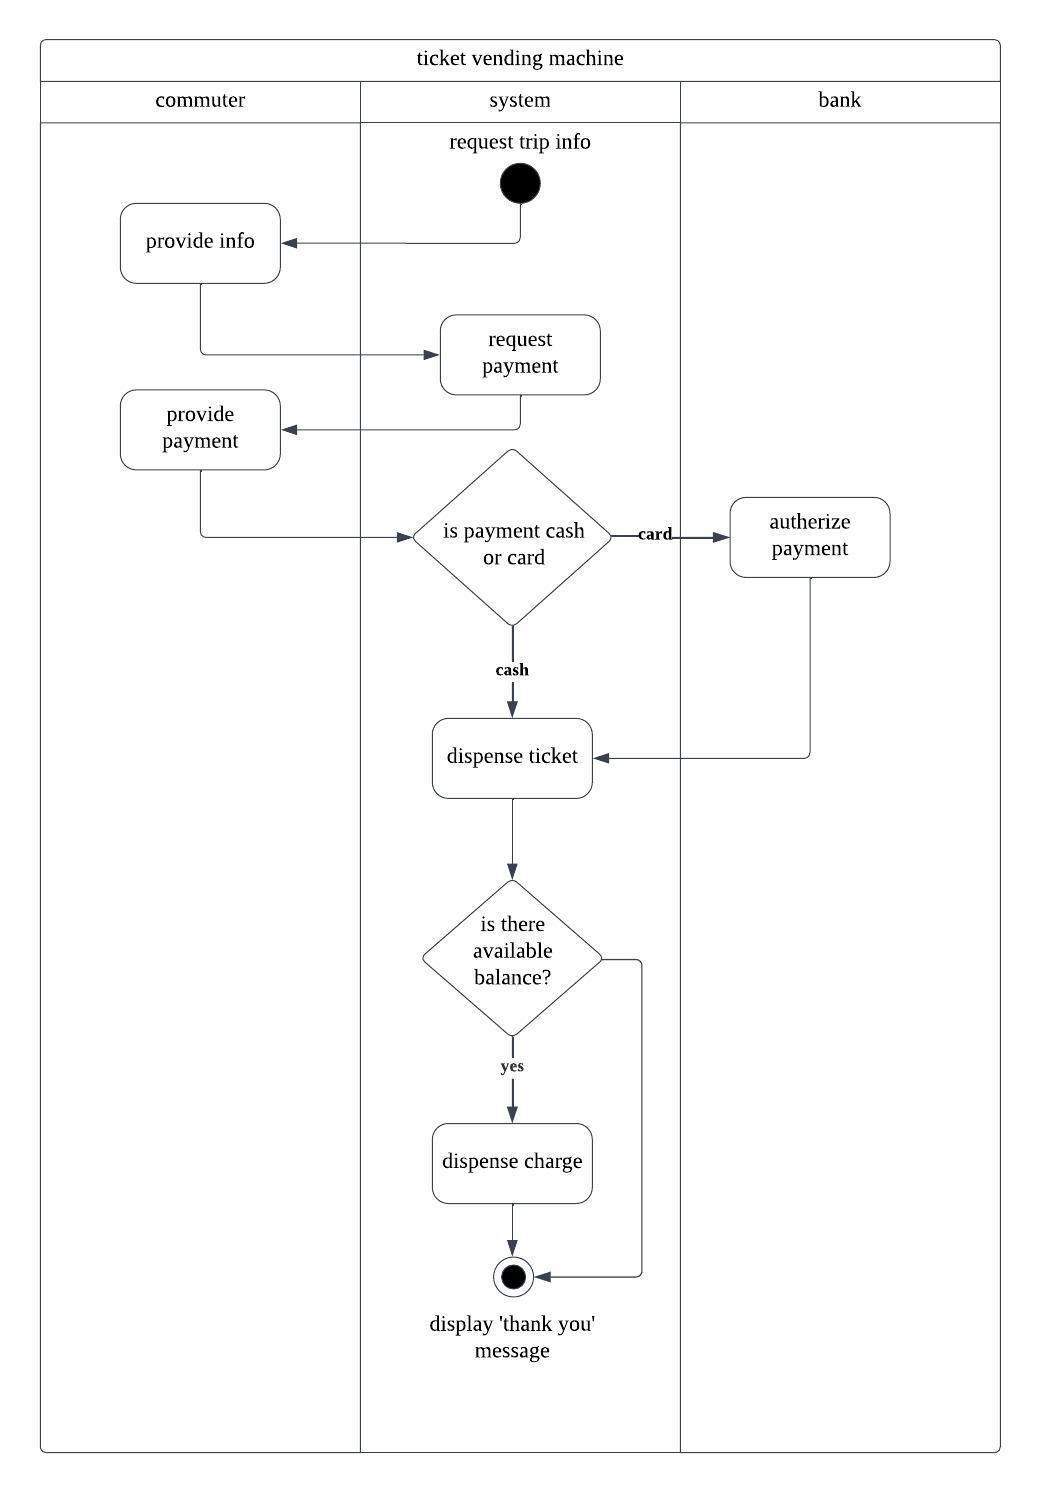 ticket vending machine
commuter
system
bank
request trip info
provide info
request
payment
provide
payment
is payment cash
or card
card
autherize
payment
cash
dispense ticket
is there
available
balance?
yes
dispense charge
display 'thank you'
message